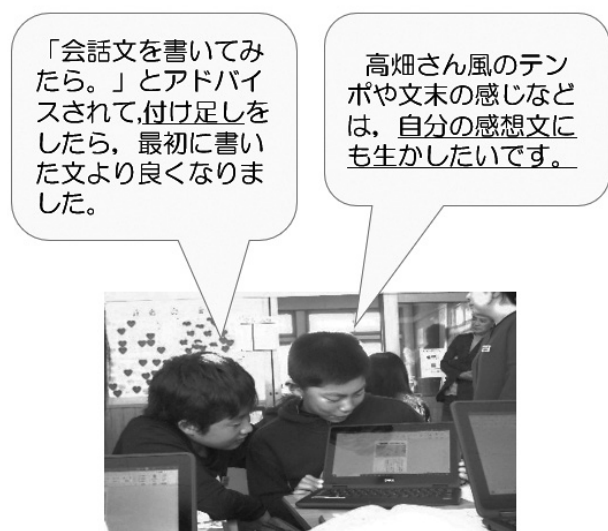 「会話文を書いてみ
たら。」とアドバイ
スされて,付け足しを
したら，最初に書い
た文より良くなりま
した。
高畑さん風のテン
ポや文末の感じなど
は，自分の感想文に
も生かしたいです。
DELL